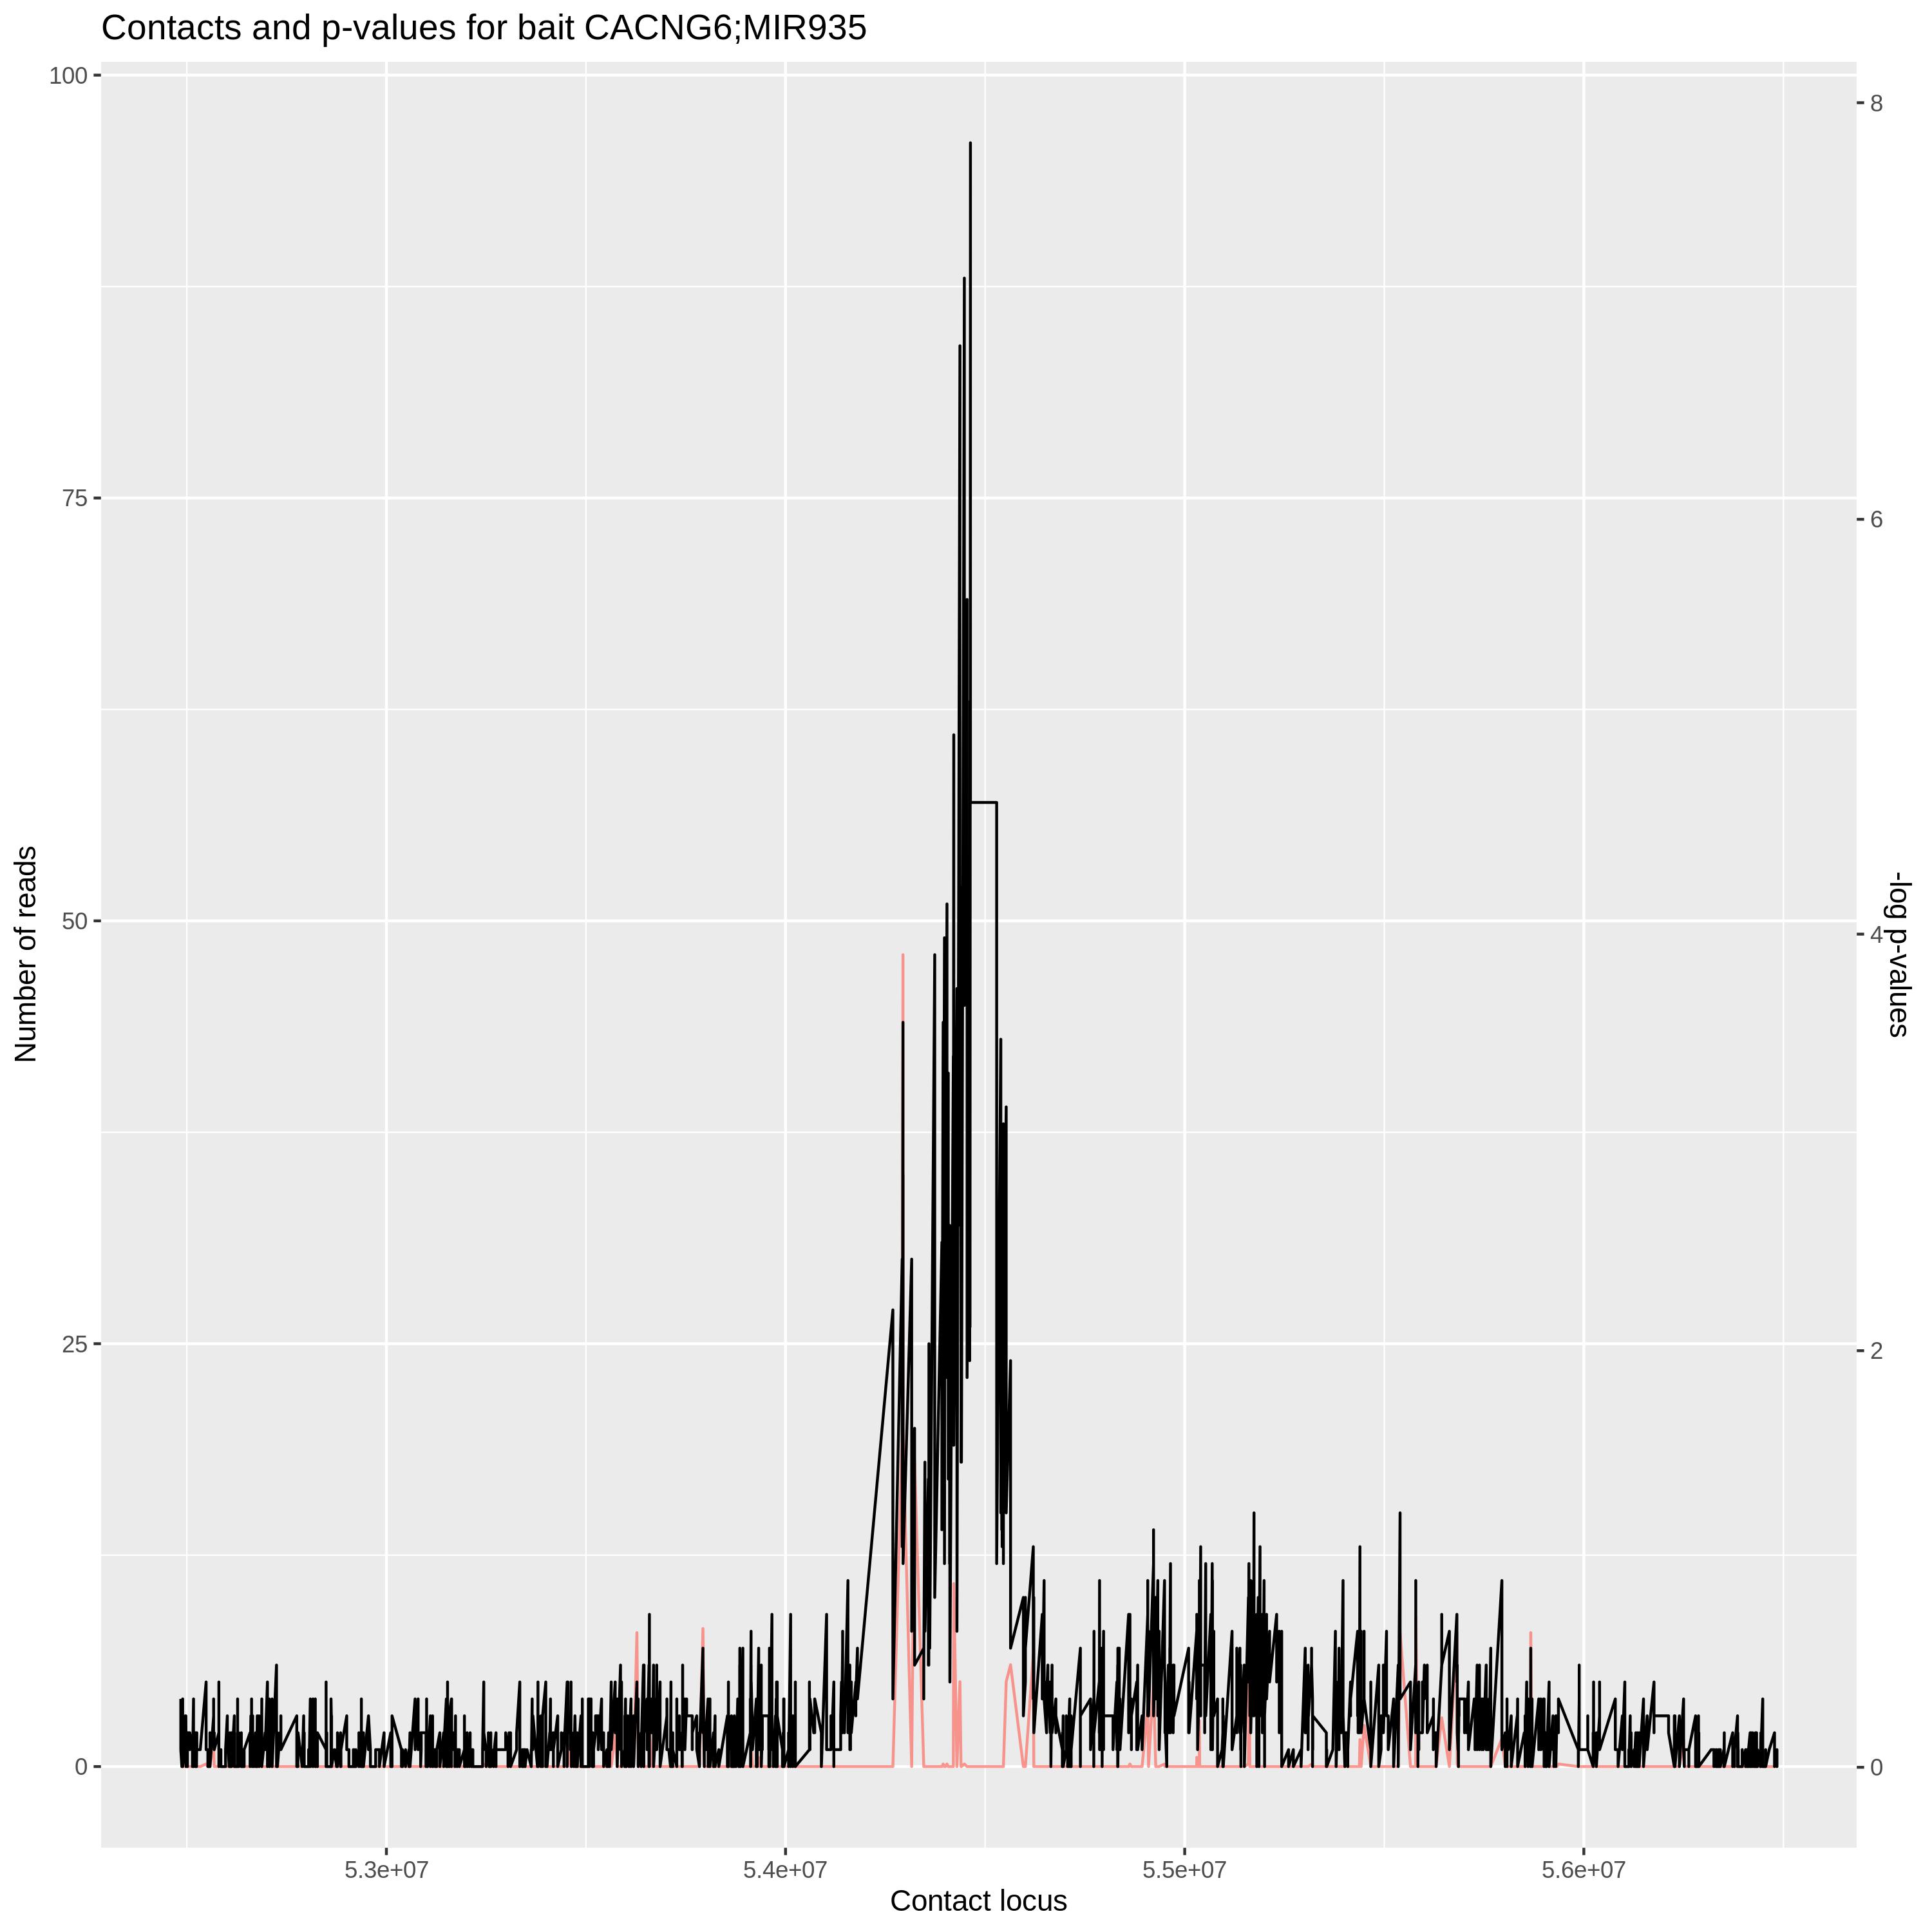 Contacts and p-values for bait CACNG6;MIR935
100
75
50
25
0
8
6
4
2
0
Number of reads
-log p-values
5.3e+07
5.4e+07
5.5e+07
5.6e+07
Contact locus